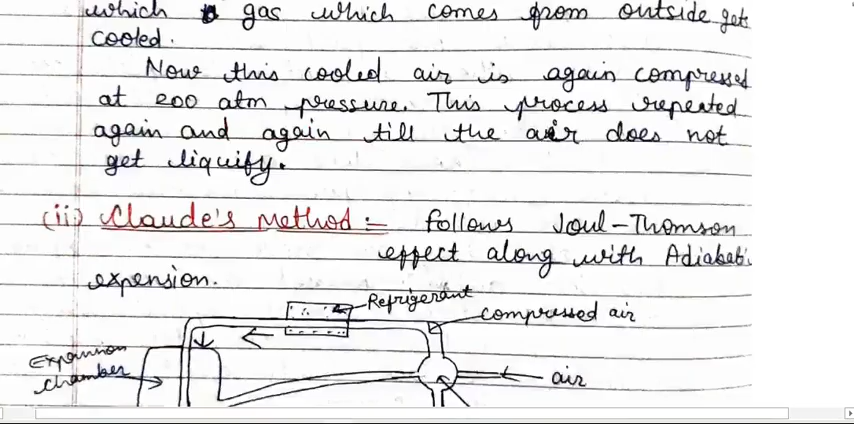 which gas which comes from outside get
cooled.
Now this cooled air is again compressed
at 200 atm pressure. This process repeated
again and again till the air does not
get liquify.
(ii) Claude's Method :- follows Joul-Thomson
effect along with Adiabati
expension.
Refrigerant
compressed air
Expansion
chamber
air